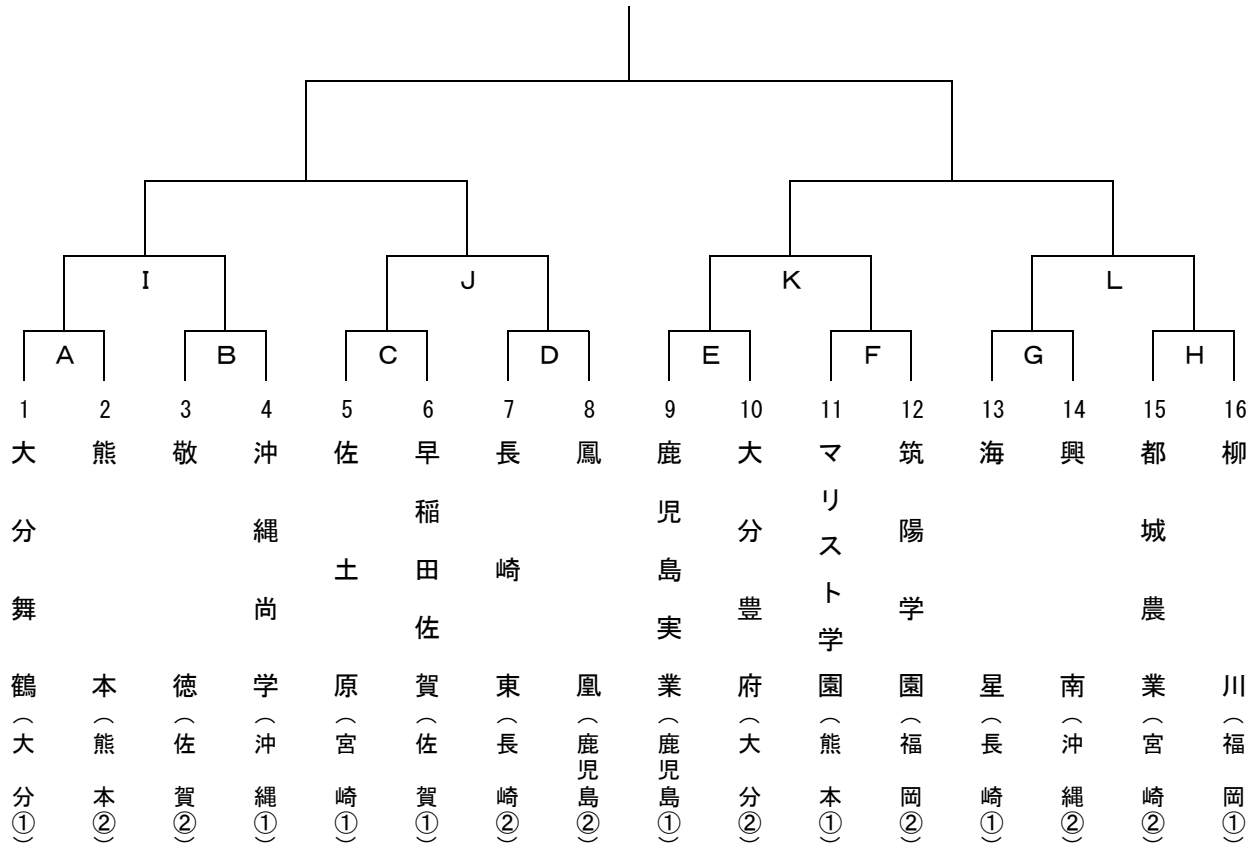 I
J
K
L
A
B
C
D
E
F
G
H
1
2
3
4
5
6
7
8
9
10
11
12
13
14
15
16
大分舞鶴（大分①）
熊本（熊本②）
敬徳（佐賀②）
沖縄尚学（沖縄①）
佐土原（宮崎①）
早稲田佐賀（佐賀①）
長崎東（長崎②）
鳳凰（鹿児島②）
鹿児島実業（鹿児島①）
大分豊府（大分②）
マリスト学園（熊本①）
筑陽学園（福岡②）
海星（長崎①）
興南（沖縄②）
都城農業（宮崎②）
柳川（福岡①）